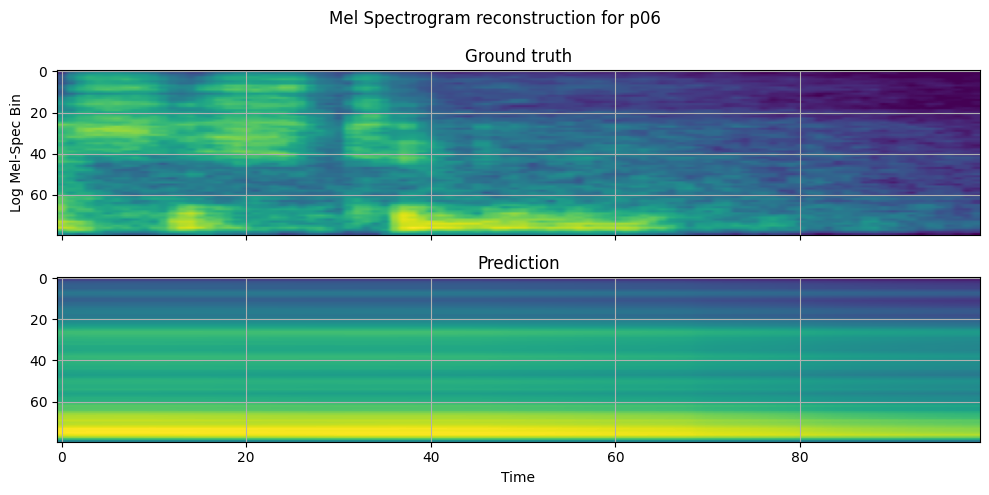 Mel Spectrogram reconstruction for p06
Ground truth
Log Mel-Spec Bin
0
20
40
60
Prediction
0
20
40
60
0 20 40 60 80
Time